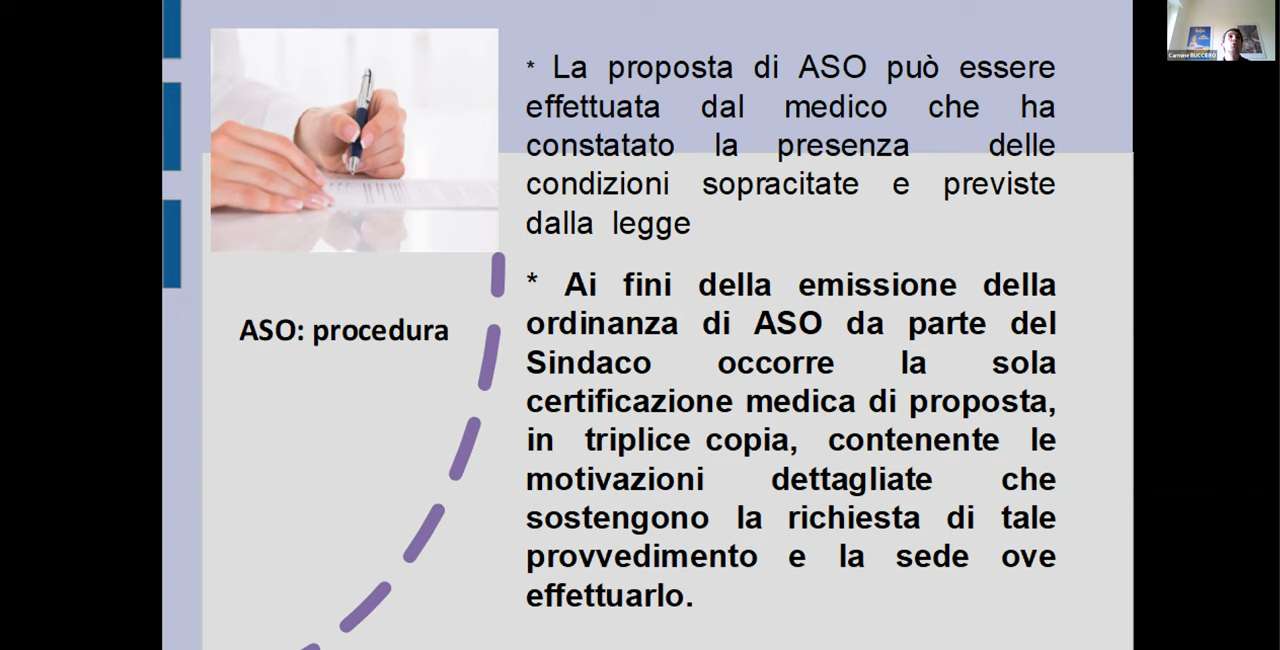 * La proposta di ASO può essere
effettuata dal medico che ha
constatato la presenza delle
condizioni sopracitate e previste
dalla legge
* Ai fini della emissione della
ordinanza di ASO da parte del
Sindaco occorre la sola
certificazione medica di proposta,
in triplice copia, contenente le
motivazioni dettagliate che
sostengono la richiesta di tale
provvedimento e la sede ove
effettuarlo.
ASO: procedura
Carmine BUCCERO